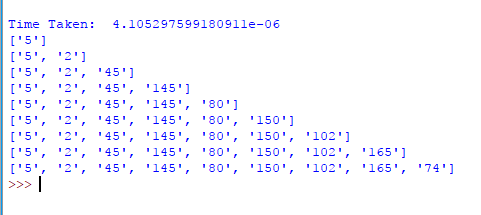 Time Taken:  4.105297599180911e-06
['5']
['5', '2']
['5', '2', '45']
['5', '2', '45', '145']
['5', '2', '45', '145', '80']
['5', '2', '45', '145', '80', '150']
['5', '2', '45', '145', '80', '150', '102']
['5', '2', '45', '145', '80', '150', '102', '165']
['5', '2', '45', '145', '80', '150', '102', '165', '74']
>>>